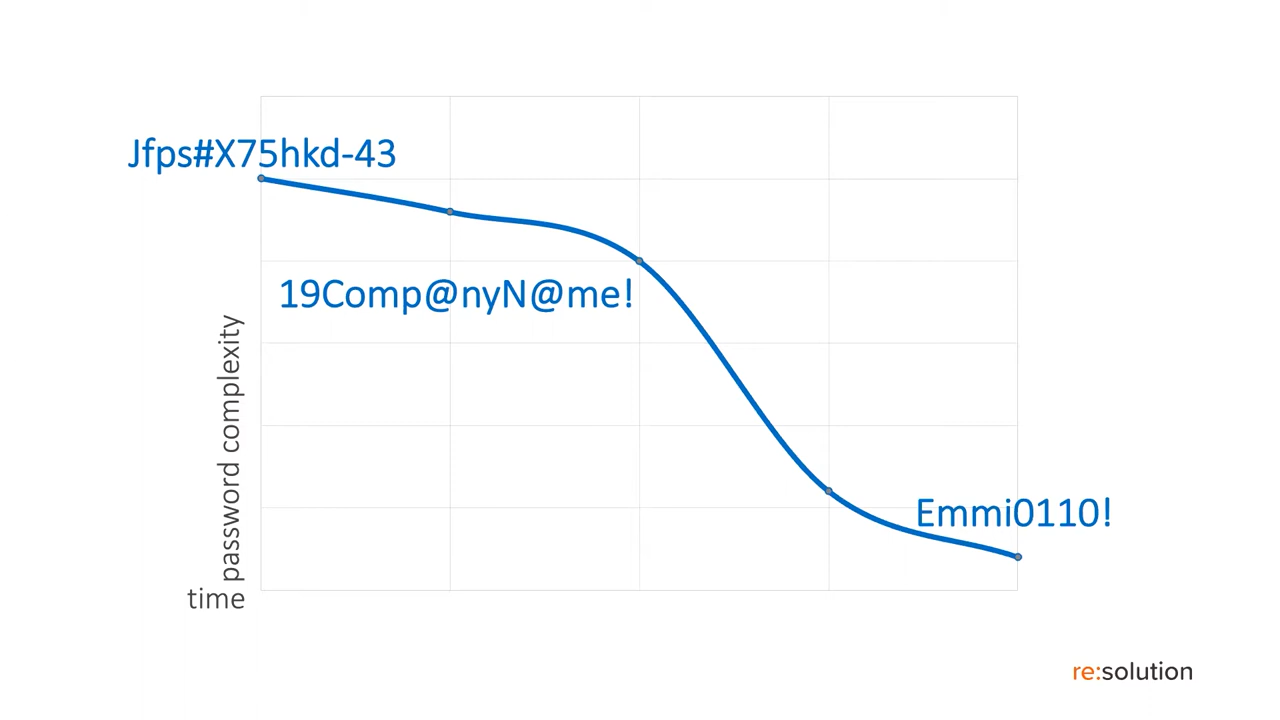 Jfps#X75hkd-43
19Comp@nyN@me!
password complexity
Emmi0110!
time
re:solution